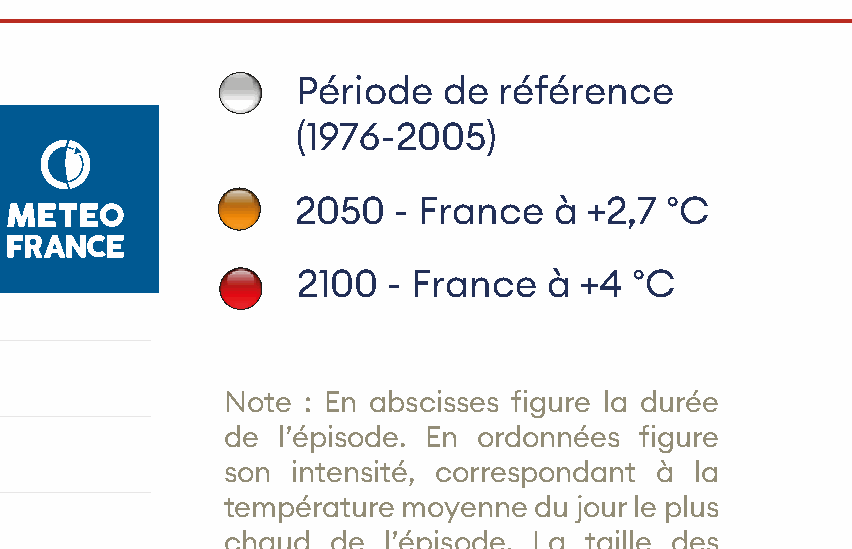 Période de référence
(1976-2005)
METEO
FRANCE
2050 - France à +2,7 °C
2100 - France à +4 °C
Note : En abscisses figure la durée
de l'épisode. En ordonnées figure
son intensité, correspondant à la
température moyenne du jour le plus
chaud de l'épisode. La taille des